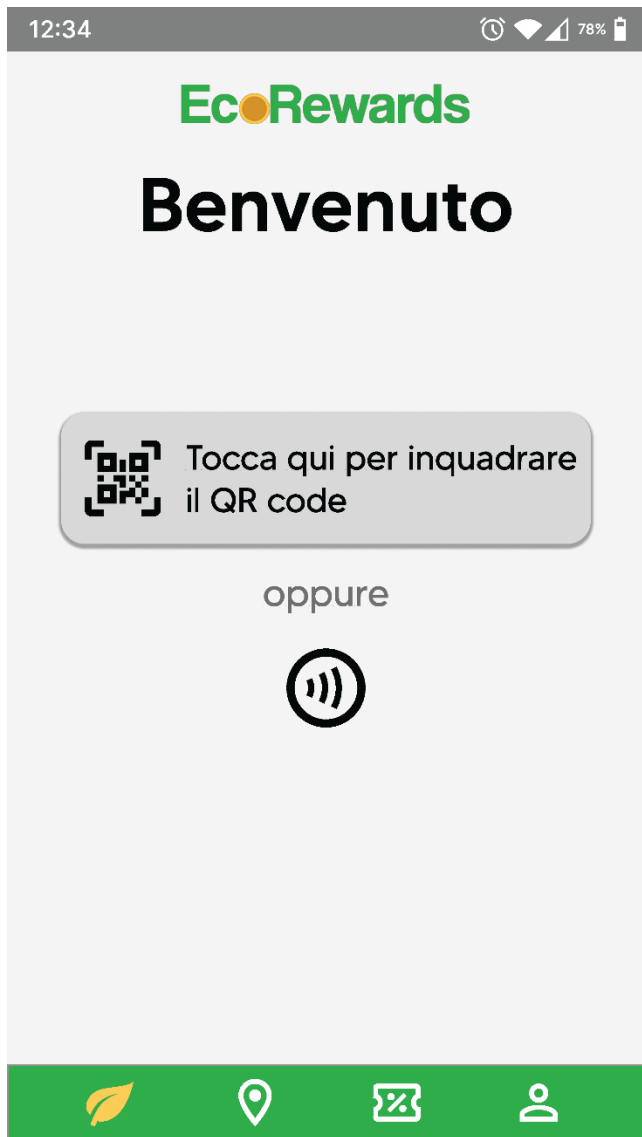 12:34
78%
EcoRewards
Benvenuto
Tocca qui per inquadrare
il QR code
oppure